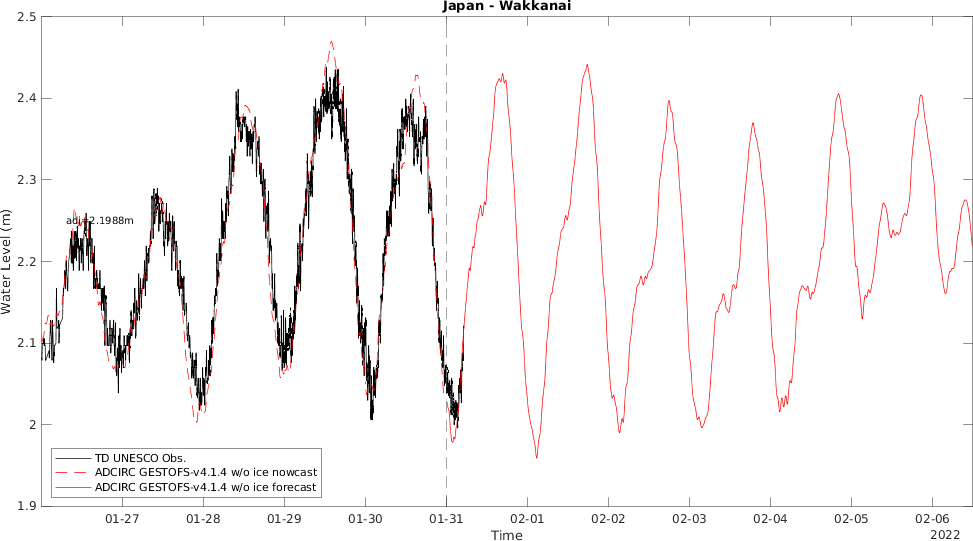 Japan - Wakkanai
2.5
2.4
2.3
2.2
2.1
2
1.9
Water Level (m)
adj=2.1988m
TD UNESCO Obs.
ADCIRC GESTOFS-v4.1.4 w/o ice nowcast
ADCIRC GESTOFS-v4.1.4 w/o ice forecast
01-27 01-28 01-29 01-30 01-31 02-01 02-02 02-03 02-04 02-05 02-06
Time
2022